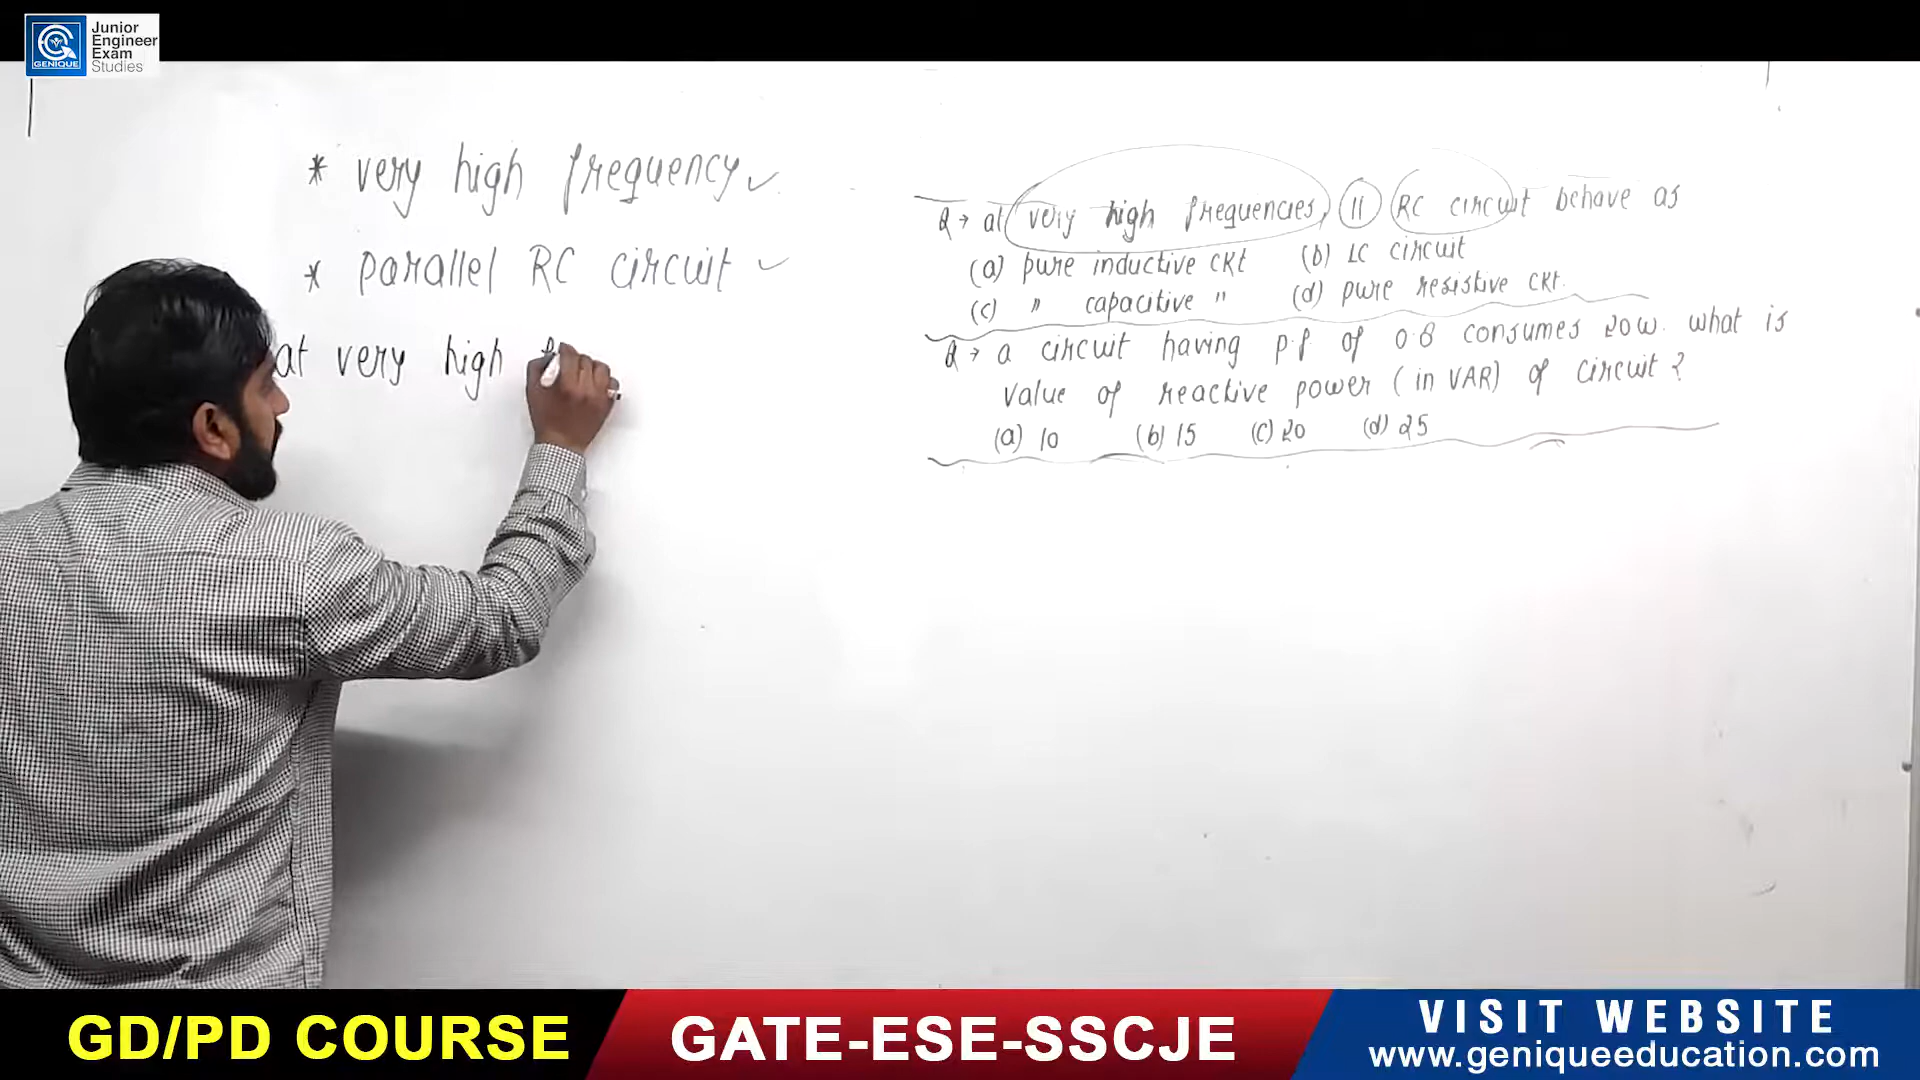 Junior
Engineer
Exam
Studies
GENIQUE
* very high frequency ✓
* parallel RC circuit ✓
at very high
Q → at very high frequencies, || RC circuit behave as
(a) pure inductive CKt (b) LC circuit
(c) " capacitive " (d) pure resistive CKt.
Q → a circuit having p.f of 0.8 consumes 20W. what is
value of reactive power (in VAR) of circuit?
(a) 10 (b) 15 (c) 20 (d) 25
GD/PD COURSE
GATE-ESE-SSCJE
VISIT WEBSITE
www.geniqueeducation.com